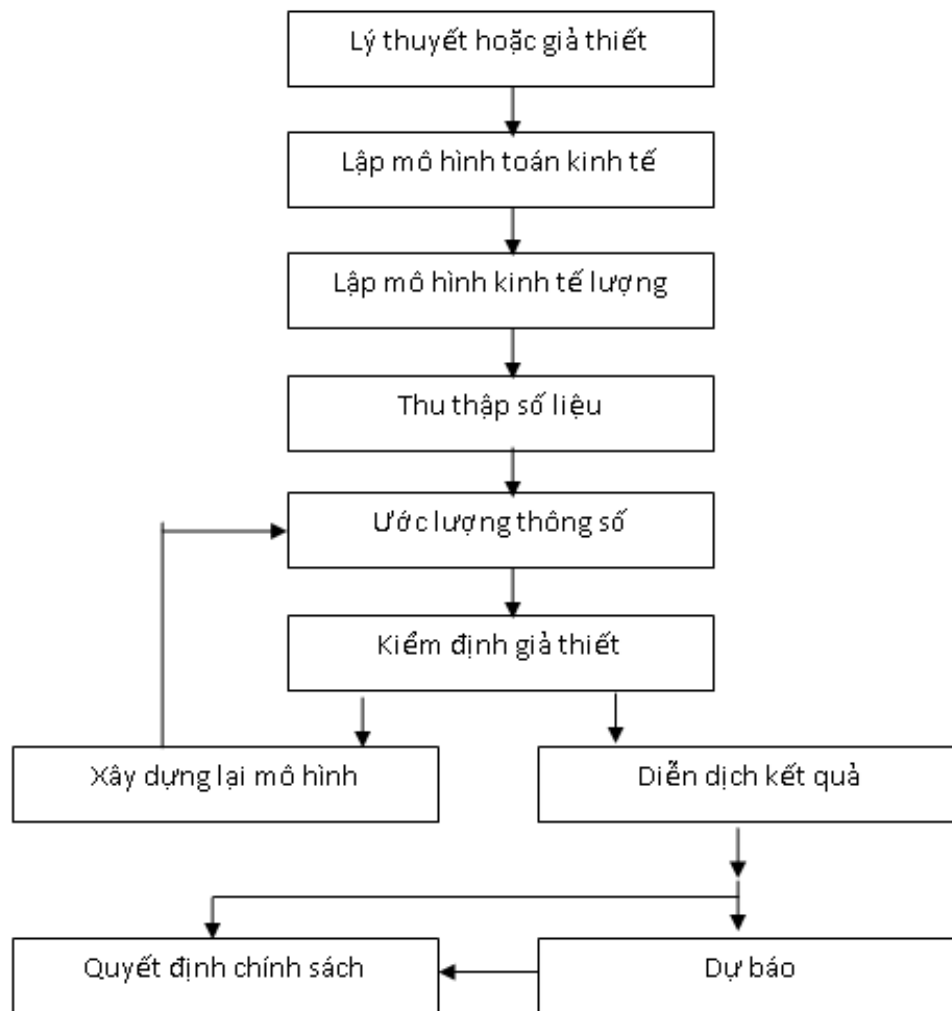 Lý thuyết hoặc giả thiết
Lập mô hình toán kinh tế
Lập mô hình kinh tế lượng
Thu thập số liệu
Ước lượng thông số
Kiểm định giả thiết
Xây dựng lại mô hình
Diễn dịch kết quả
Quyết định chính sách
Dự báo